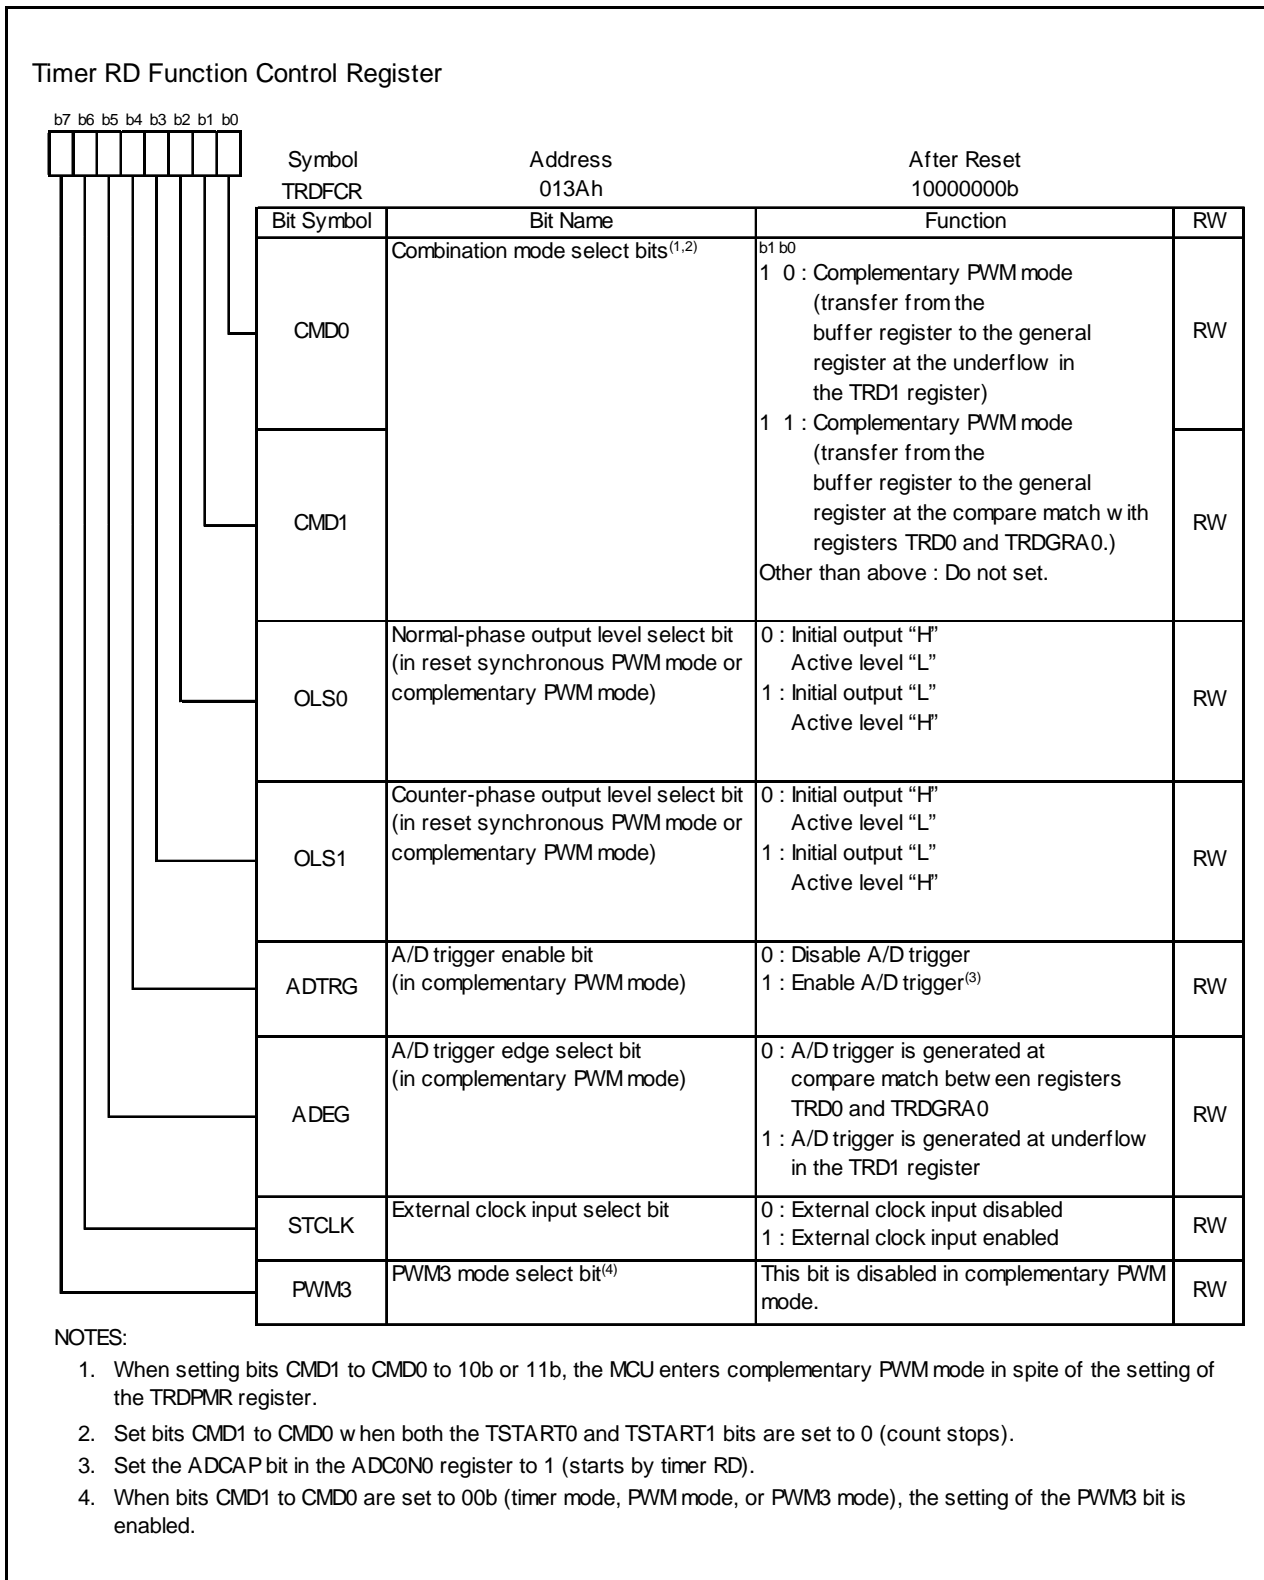 Timer RD Function Control Register
b7 b6 b5 b4 b3 b2 b1 b0
Symbol Address After Reset
TRDFCR 013Ah 10000000b
Bit Symbol Bit Name Function RW
CMD0
CMD1
Combination mode select bits(1,2)
b1 b0
1 0 : Complementary PWM mode
(transfer from the
buffer register to the general
register at the underflow in
the TRD1 register)
1 1 : Complementary PWM mode
(transfer from the
buffer register to the general
register at the compare match with
registers TRD0 and TRDGRA0.)
Other than above : Do not set.
RW
RW
OLS0
Normal-phase output level select bit
(in reset synchronous PWM mode or
complementary PWM mode)
0 : Initial output “H”
Active level “L”
1 : Initial output “L”
Active level “H”
RW
OLS1
Counter-phase output level select bit
(in reset synchronous PWM mode or
complementary PWM mode)
0 : Initial output “H”
Active level “L”
1 : Initial output “L”
Active level “H”
RW
ADTRG
A/D trigger enable bit
(in complementary PWM mode)
0 : Disable A/D trigger
1 : Enable A/D trigger(3)
RW
ADEG
A/D trigger edge select bit
(in complementary PWM mode)
0 : A/D trigger is generated at
compare match between registers
TRD0 and TRDGRA0
1 : A/D trigger is generated at underflow
in the TRD1 register
RW
STCLK
External clock input select bit
0 : External clock input disabled
1 : External clock input enabled
RW
PWM3
PWM3 mode select bit(4)
This bit is disabled in complementary PWM
mode.
RW
NOTES:
1. When setting bits CMD1 to CMD0 to 10b or 11b, the MCU enters complementary PWM mode in spite of the setting of
the TRDPMR register.
2. Set bits CMD1 to CMD0 when both the TSTART0 and TSTART1 bits are set to 0 (count stops).
3. Set the ADCAP bit in the ADC0N0 register to 1 (starts by timer RD).
4. When bits CMD1 to CMD0 are set to 00b (timer mode, PWM mode, or PWM3 mode), the setting of the PWM3 bit is
enabled.